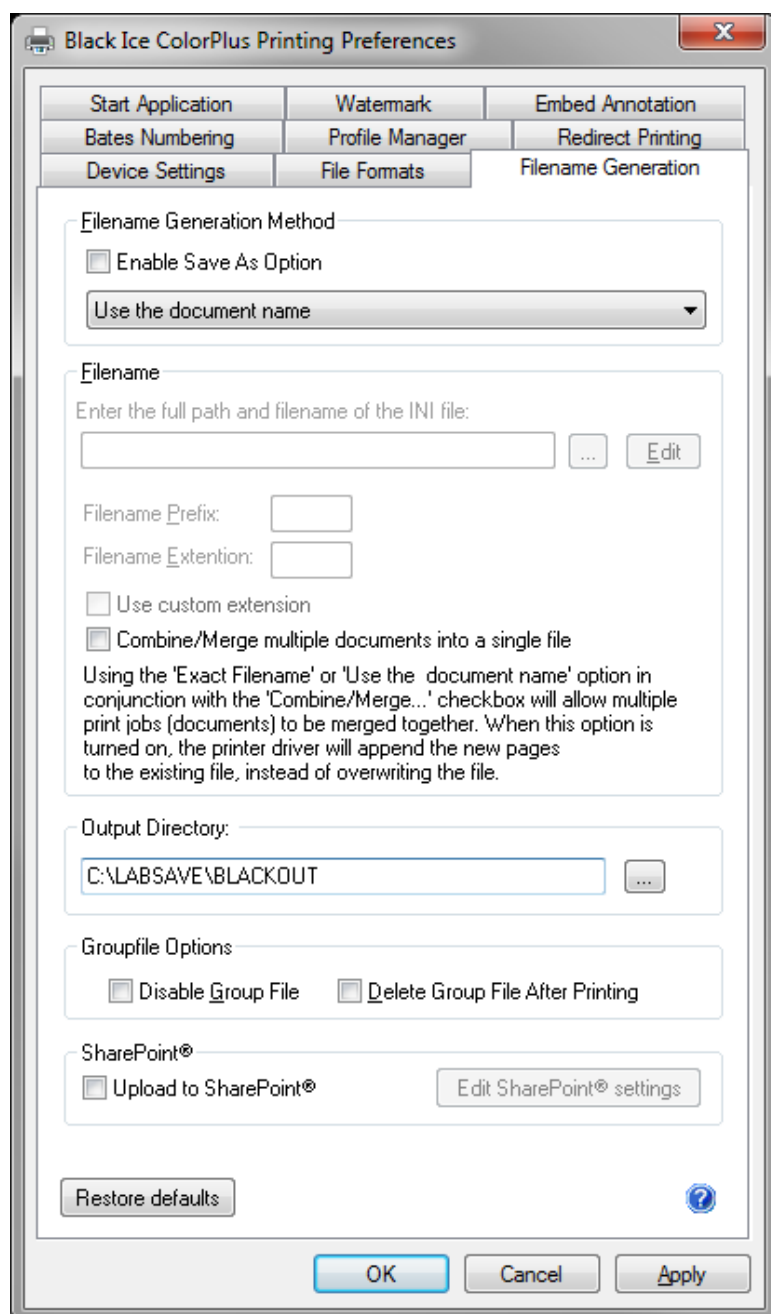 Black Ice ColorPlus Printing Preferences
Start Application Watermark Embed Annotation
Bates Numbering Profile Manager Redirect Printing
Device Settings File Formats Filename Generation
Filename Generation Method
Enable Save As Option
Use the document name
Filename
Enter the full path and filename of the INI file:
... Edit
Filename Prefix:
Filename Extention:
Use custom extension
Combine/Merge multiple documents into a single file
Using the 'Exact Filename' or 'Use the  document name' option in
conjunction with the 'Combine/Merge...' checkbox will allow multiple
print jobs (documents) to be merged together. When this option is
turned on, the printer driver will append the new pages
to the existing file, instead of overwriting the file.
Output Directory:
C:\LABSAVE\BLACKOUT ...
Groupfile Options
Disable Group File Delete Group File After Printing
SharePoint®
Upload to SharePoint® Edit SharePoint® settings
Restore defaults ?
OK Cancel Apply